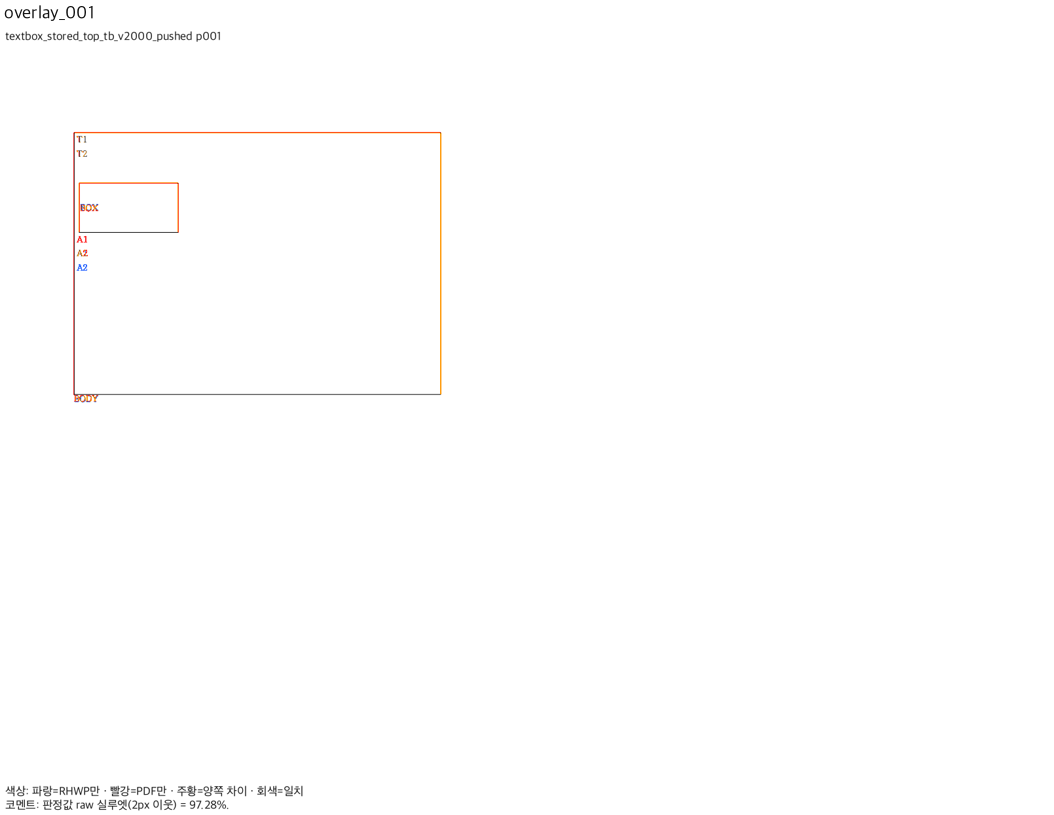 overlay_001
textbox_stored_top_tb_v2000_pushed p001
T1
T2
BOX
A1
A2
A2
BODY
색상: 파랑=RHWP만 · 빨강=PDF만 · 주황=양쪽 차이 · 회색=일치
코멘트: 판정값 raw 실루엣(2px 이웃) = 97.28%.